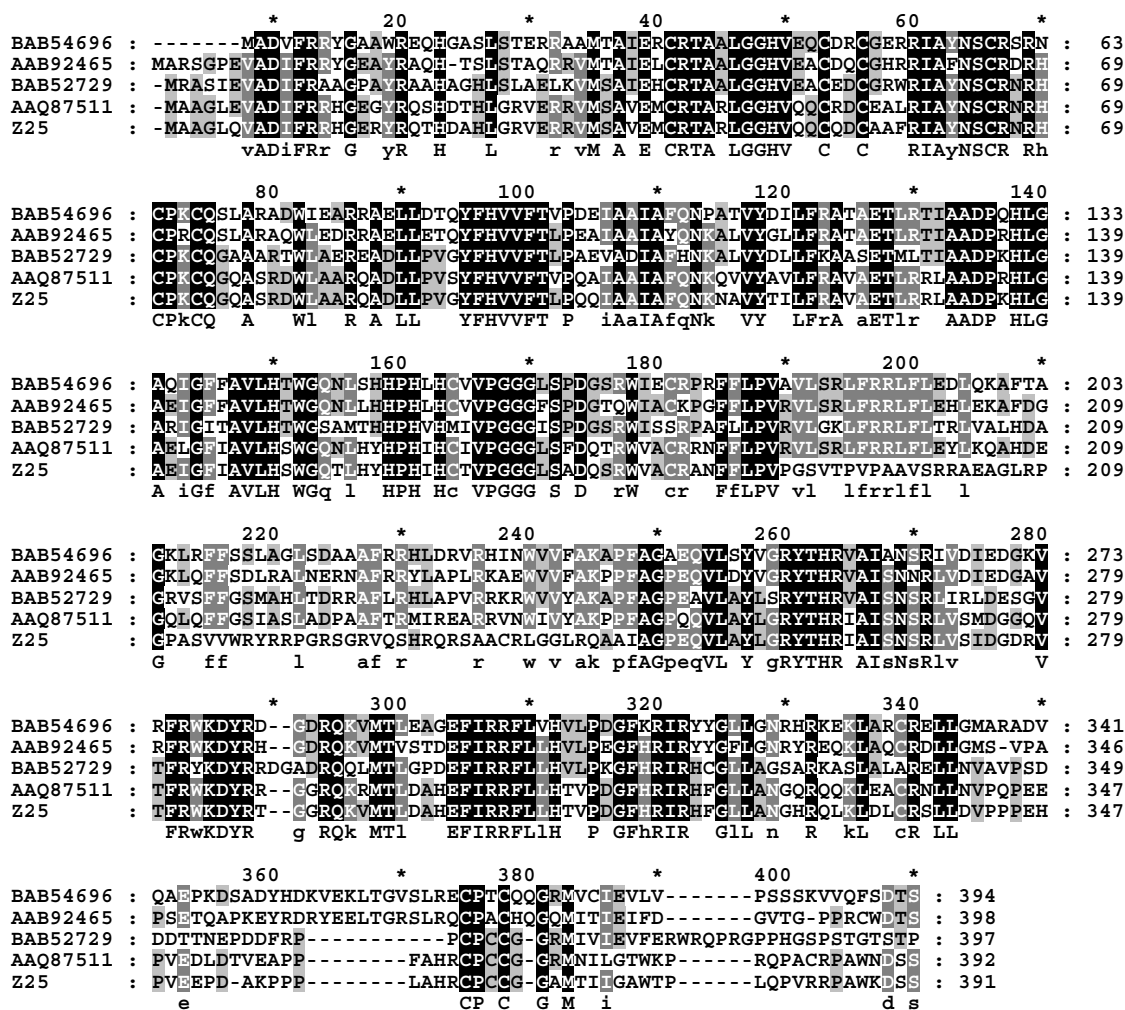 * 20 * 40 * 60 *
BAB54696 : -------MADVFRRYGAAWREQHGASLSTERRAAMTAIERCRTAALGGHVEQCDRCGERRIAYNSCRSRN : 63
AAB92465 : MARSGPEVADIFRRYGEAYRAQH-TSLSTAQRRVMTAIELCRTAALGGHVEACDQCGHRRIAFNSCRDRH : 69
BAB52729 : -MRASIEVADIFRAAGPAYRAAHAGHLSLAELKVMSAIEHCRTAALGGHVEACEDCGRWRIAYNSCRNRH : 69
AAQ87511 : -MAAGLEVADIFRRHGEGYRQSHDTHLGRVERRVMSAVEMCRTARLGGHVQQCRDCEALRIAYNSCRNRH : 69
Z25 : -MAAGLQVADIFRRHGERYRQTHDAHLGRVERRVMSAVEMCRTARLGGHVQQCQDCAAFRIAYNSCRNRH : 69
vADiFRr G yR H L r vM A E CRTA LGGHV C C RIAyNSCR Rh
80 * 100 * 120 * 140
BAB54696 : CPKCQSLARADWIEARRAELLDTQYFHVVFTVPDEIAAIAFQNPATVYDILFRATAETLRTIAADPQHLG : 133
AAB92465 : CPRCQSLARAQWLEDRRAELLETQYFHVVFTLPEAIAAIAYQNKALVYGLLFRATAETLRTIAADPRHLG : 139
BAB52729 : CPKCQGAAARTWLAEREADLLPVGYFHVVFTLPAEVADIAFHNKALVYDLLFKAASETMLTIAADPKHLG : 139
AAQ87511 : CPKCQGQASRDWLAARQADLLPVSYFHVVFTVPQAIAAIAFQNKQVVYAVLFRAVAETLRRLAADPRHLG : 139
Z25 : CPKCQGQASRDWLAARQADLLPVGYFHVVFTLPQQIAAIAFQNKNAVYTILFRAVAETLRRLAADPKHLG : 139
CPkCQ A Wl R A LL YFHVVFT P iAaIAfqNk VY LFrA aETlr AADP HLG
* 160 * 180 * 200 *
BAB54696 : AQIGFFAVLHTWGQNLSHHPHLHCVVPGGGLSPDGSRWIECRPRFFLPVAVLSRLFRRLFLEDLQKAFTA : 203
AAB92465 : AEIGFFAVLHTWGQNLLHHPHLHCVVPGGGFSPDGTQWIACKPGFFLPVRVLSRLFRRLFLEHLEKAFDG : 209
BAB52729 : ARIGITAVLHTWGSAMTHHPHVHMIVPGGGISPDGSRWISSRPAFLLPVRVLGKLFRRLFLTRLVALHDA : 209
AAQ87511 : AELGFIAVLHSWGQNLHYHPHIHCIVPGGGLSFDQTRWVACRRNFFLPVRVLSRLFRRLFLEYLKQAHDE : 209
Z25 : AEIGFIAVLHSWGQTLHYHPHIHCTVPGGGLSADQSRWVACRANFFLPVPGSVTPVPAAVSRRAEAGLRP : 209
A iGf AVLH WGq l HPH Hc VPGGG S D rW cr FfLPV vl lfrrlfl l
220 * 240 * 260 * 280
BAB54696 : GKLRFFSSLAGLSDAAAFRRHLDRVRHINWVVFAKAPFAGAEQVLSYVGRYTHRVAIANSRIVDIEDGKV : 273
AAB92465 : GKLQFFSDLRALNERNAFRRYLAPLRKAEWVVFAKPPFAGPEQVLDYVGRYTHRVAISNNRLVDIEDGAV : 279
BAB52729 : GRVSFFGSMAHLTDRRAFLRHLAPVRRKRWVVYAKAPFAGPEAVLAYLSRYTHRVAISNSRLIRLDESGV : 279
AAQ87511 : GQLQFFGSIASLADPAAFTRMIREARRVNWIVYAKPPFAGPQQVLAYLGRYTHRIAISNSRLVSMDGGQV : 279
Z25 : GPASVVWRYRRPGRSGRVQSHRQRSAACRLGGLRQAAIAGPEQVLAYLGRYTHRIAISNSRLVSIDGDRV : 279
G ff l afr r r w v ak pfAGpeqVL Y gRYTHR AIsNsRlv V
* 300 * 320 * 340 *
BAB54696 : RFRWKDYRD--GDRQKVMTLEAGEFIRRFLVHVLPDGFKRIRYYGLLGNRHRKEKLARCRELLGMARADV : 341
AAB92465 : RFRWKDYRH--GDRQKVMTVSTDEFIRRFLLHVLPEGFHRIRYYGFLGNRYREQKLAQCRDLLGMS-VPA : 346
BAB52729 : TFRYKDYRRDGADRQQLMTLGPDEFIRRFLLHVLPKGFHRIRHCGLLAGSARKASLALARELLNVAVPSD : 349
AAQ87511 : TFRWKDYRR--GGRQKRMTLDAHEFIRRFLLHTVPDGFHRIRHFGLLANGQRQQKLEACRNLLNVPQPEE : 347
Z25 : TFRWKDYRT--GGRQKVMTLDAHEFIRRFLLHTVPDGFHRIRHFGLLANGHRQLKLDLCRSLLDVPPPEH : 347
FRwKDYR g RQk MTl EFIRRFLlH P GFhRIR GlL n R kL cR LL
360 * 380 * 400 *
BAB54696 : QAEPKDSADYHDKVEKLTGVSLRECPTCQQGRMVCIEVLV-------PSSSKVVQFSDTS : 394
AAB92465 : PSETQAPKEYRDRYEELTGRSLRQCPACHQGQMITIEIFD-------GVTG-PPRCWDTS : 398
BAB52729 : DDTTNEPDDFRP-----------PCPCCG-GRMIVIEVFERWRQPRGPPHGSPSTGTSTP : 397
AAQ87511 : PVEDLDTVEAPP--------FAHRCPCCG-GRMNILGTWKP------RQPACRPAWNDSS : 392
Z25 : PVEEPD-AKPPP--------LAHRCPCCG-GAMTIIGAWTP------LQPVRRPAWKDSS : 391
e CP C G M i d s